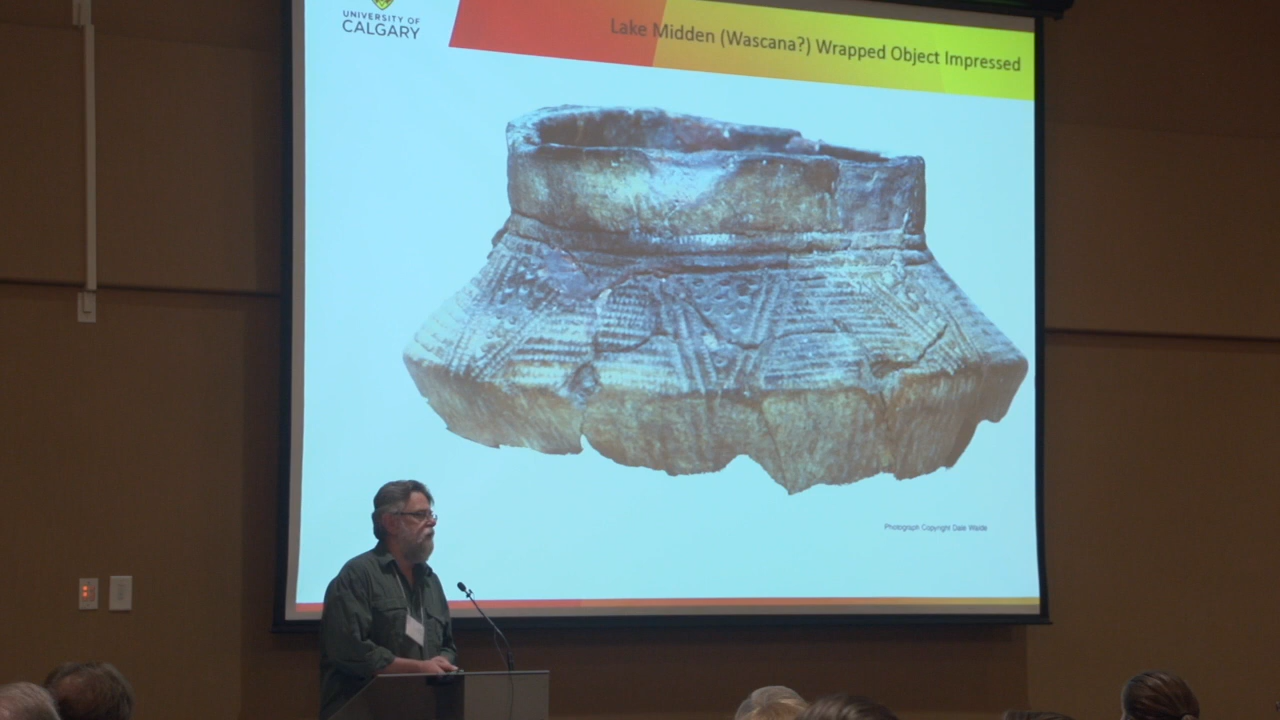 UNIVERSITY OF
CALGARY
Lake Midden (Wascana?) Wrapped Object Impressed
Photograph Copyright Dale Walde